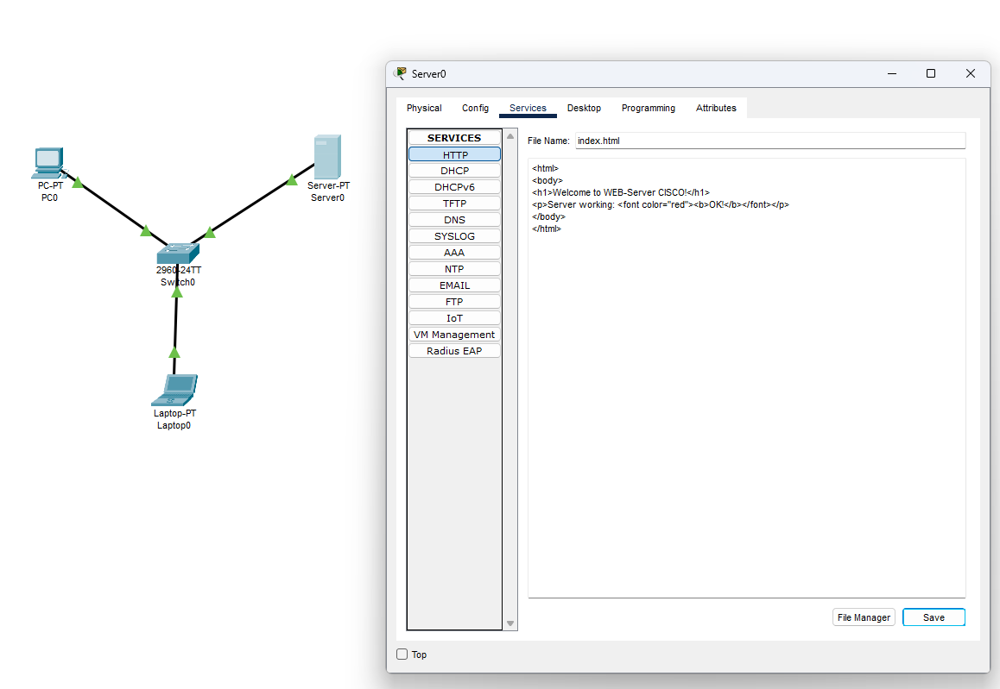 PC-PT
PC0
Server-PT
Server0
2960-24TT
Switch0
Laptop-PT
Laptop0
Server0
Physical
Config
Services
Desktop
Programming
Attributes
SERVICES
HTTP
DHCP
DHCPv6
TFTP
DNS
SYSLOG
AAA
NTP
EMAIL
FTP
IoT
VM Management
Radius EAP
File Name: index.html
<html>
<body>
<h1>Welcome to WEB-Server CISCO!</h1>
<p>Server working: <font color="red"><b>OK!</b></font></p>
</body>
</html>
File Manager
Save
Top